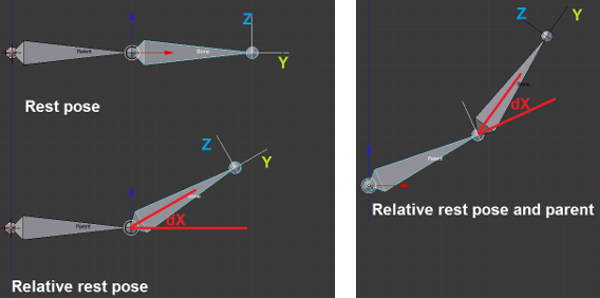 Z
Parent
Bone
Y
Rest pose
Z
Y
Parent
dX
Relative rest pose
Z
Y
dX
Bone
Parent
Relative rest pose and parent